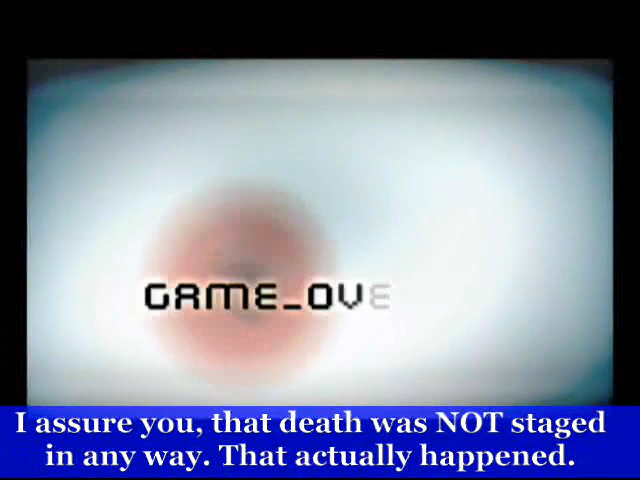 GAME_OVE
I assure you, that death was NOT staged
in any way. That actually happened.